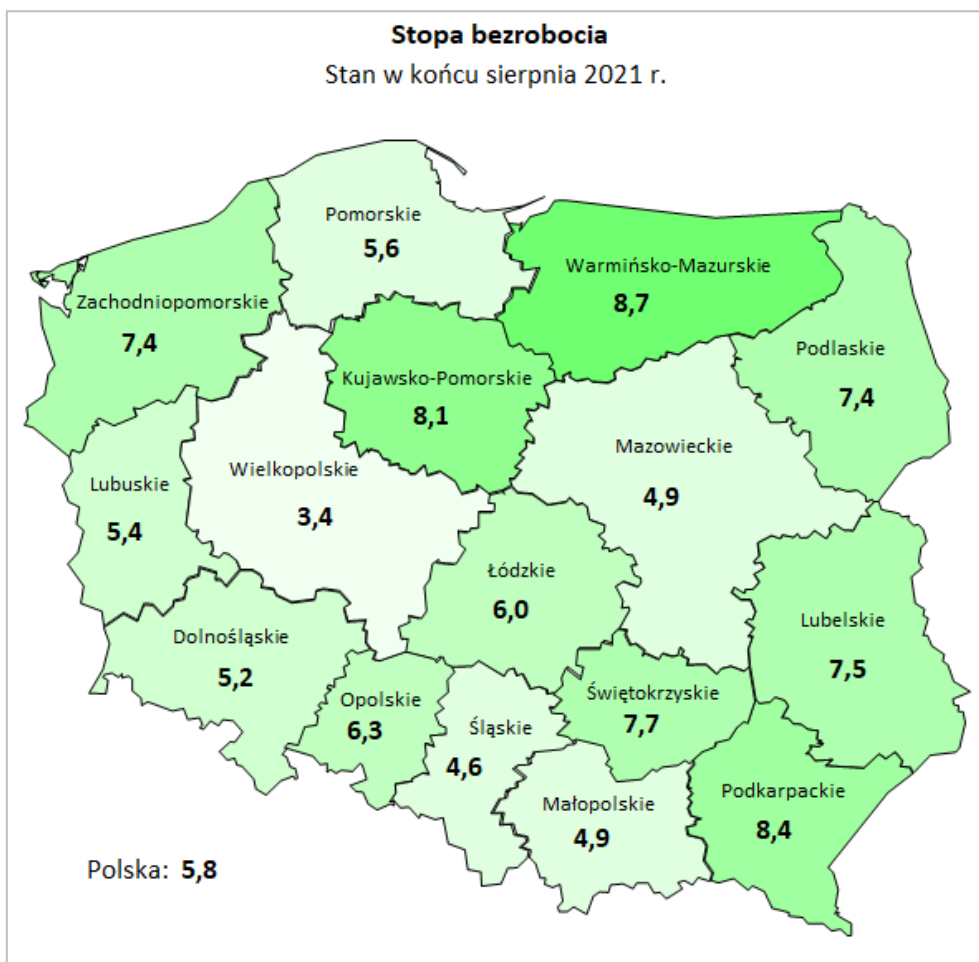 Stopa bezrobocia
Stan w końcu sierpnia 2021 r.
Pomorskie
5,6
Warmińsko-Mazurskie
8,7
Zachodniopomorskie
7,4
Podlaskie
7,4
Kujawsko-Pomorskie
8,1
Mazowieckie
4,9
Wielkopolskie
3,4
Lubuskie
5,4
Łódzkie
6,0
Lubelskie
7,5
Dolnośląskie
5,2
Opolskie
6,3
Śląskie
4,6
Świętokrzyskie
7,7
Małopolskie
4,9
Podkarpackie
8,4
Polska: 5,8